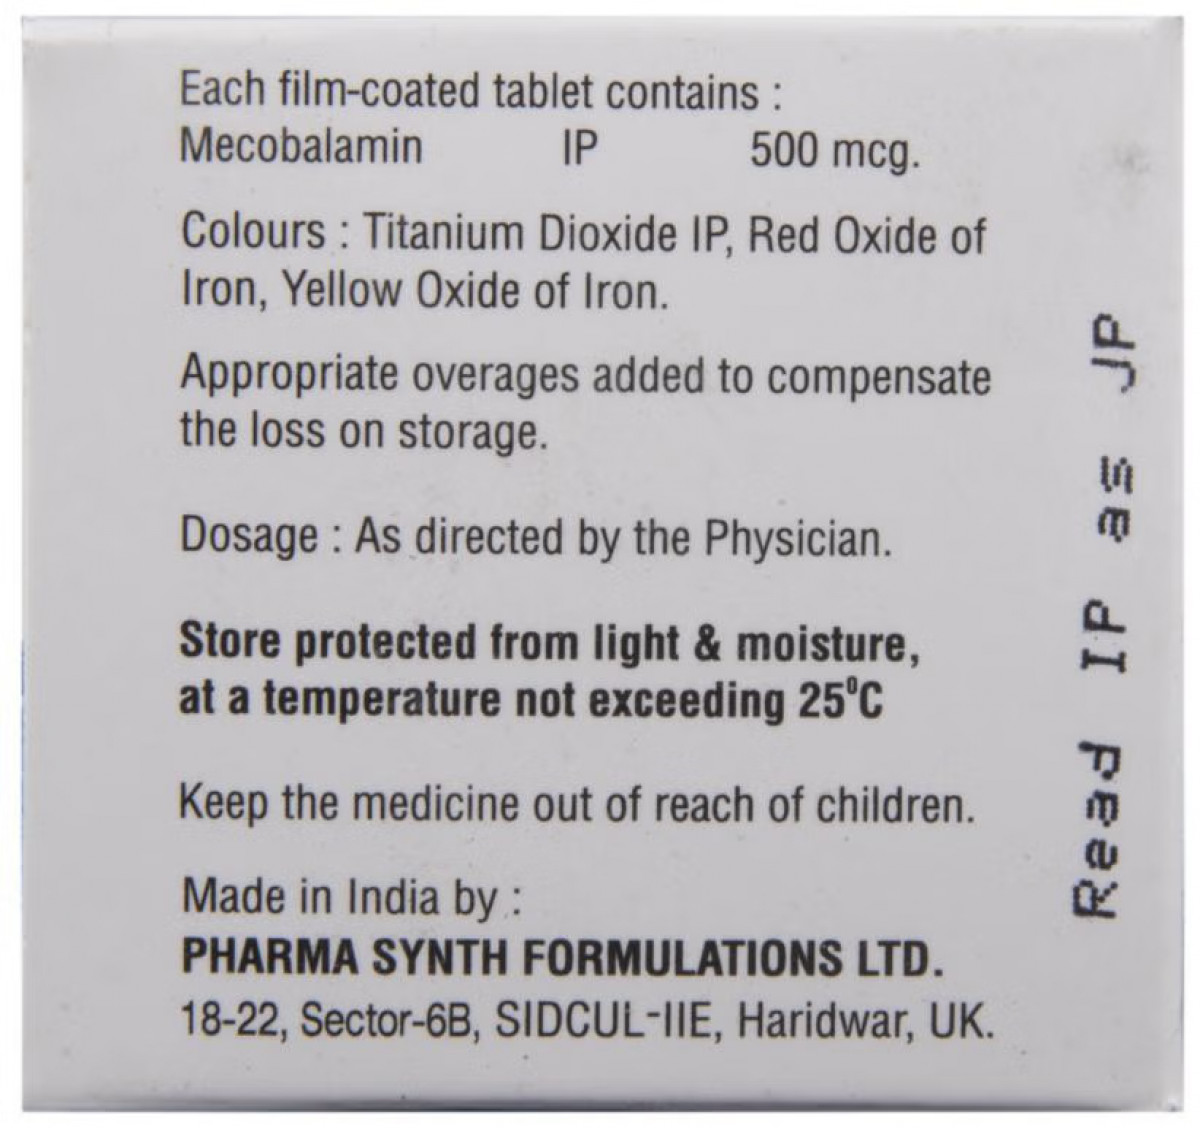 Each film-coated tablet contains :
Mecobalamin IP 500 mcg.
Colours : Titanium Dioxide IP, Red Oxide of
Iron, Yellow Oxide of Iron.
Appropriate overages added to compensate
the loss on storage.
Dosage : As directed by the Physician.
Store protected from light & moisture,
at a temperature not exceeding 25⁰C
Keep the medicine out of reach of children.
Made in India by :
PHARMA SYNTH FORMULATIONS LTD.
18-22, Sector-6B, SIDCUL-IIE, Haridwar, UK.
Read IP as JP